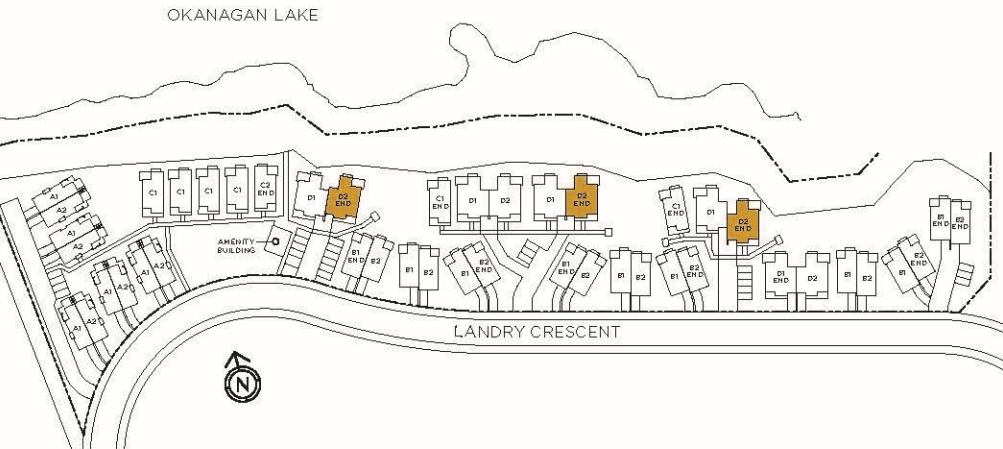 OKANAGAN LAKE
A1
A2
A1
A2
A1
A2
A1
A2
A1
A2
C1
C1
C1
C1
C2
END
D1
D2
END
C1
END
D1
D2
D1
D2
END
C1
END
D1
D2
END
AMENITY
BUILDING
B1
END
B2
B1
B2
B1
B2
END
B1
END
B2
B1
B2
B1
B2
END
D1
END
D2
B1
B2
B1
B2
END
B1
END
B2
END
LANDRY CRESCENT
N